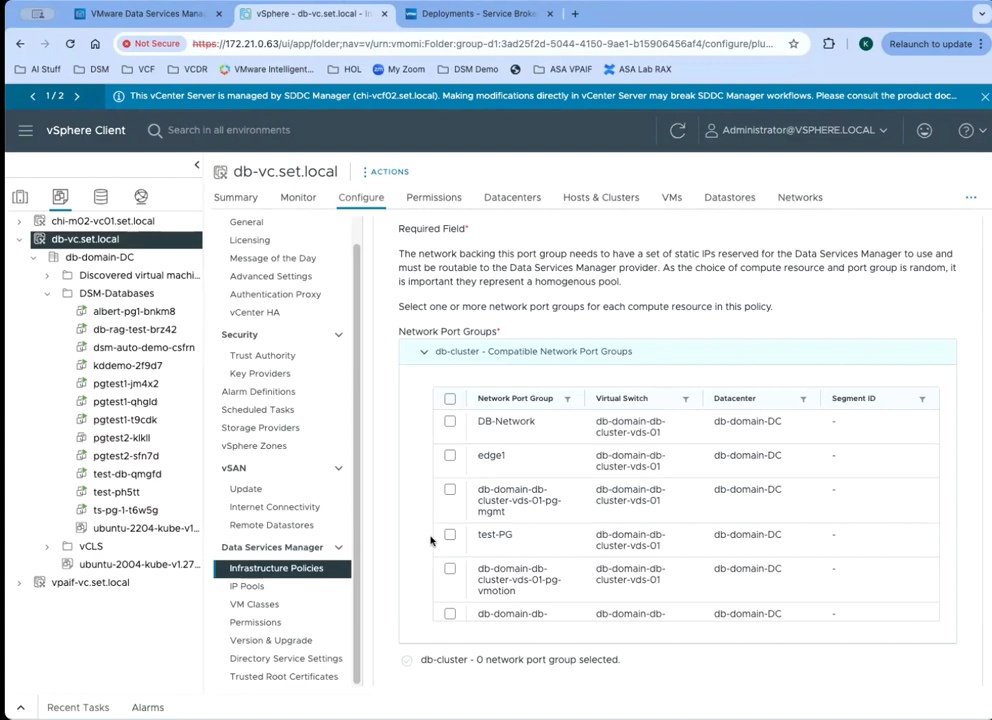 VMware Data Services Mana
vSphere - db-vc.set.local - I
Deployments - Service Broke
Not Secure
https://172.21.0.63/ui/app/folder;nav=v/urn:vmomi:Folder:group-d1:3ad25f2d-5044-4150-9ae1-b15906456af4/configure/plu...
K
Relaunch to update
AI Stuff
DSM
VCF
VCDR
VMware Intelligent...
HOL
My Zoom
DSM Demo
ASA VPAIF
ASA Lab RAX
1 / 2
This vCenter Server is managed by SDDC Manager (chi-vcf02.set.local). Making modifications directly in vCenter Server may break SDDC Manager workflows. Please consult the product doc...
vSphere Client
Search in all environments
Administrator@VSPHERE.LOCAL
db-vc.set.local
ACTIONS
Summary
Monitor
Configure
Permissions
Datacenters
Hosts & Clusters
VMs
Datastores
Networks
chi-m02-vc01.set.local
db-vc.set.local
db-domain-DC
Discovered virtual machi...
DSM-Databases
albert-pg1-bnkm8
db-rag-test-brz42
dsm-auto-demo-csfrn
kddemo-2f9d7
pgtest1-jm4x2
pgtest1-qhgld
pgtest1-t9cdk
pgtest2-klkll
pgtest2-sfn7d
test-db-qmgfd
test-ph5tt
ts-pg-1-t6w5g
ubuntu-2204-kube-v1...
vCLS
ubuntu-2004-kube-v1.27...
vpaif-vc.set.local
General
Licensing
Message of the Day
Advanced Settings
Authentication Proxy
vCenter HA
Security
Trust Authority
Key Providers
Alarm Definitions
Scheduled Tasks
Storage Providers
vSphere Zones
vSAN
Update
Internet Connectivity
Remote Datastores
Data Services Manager
Infrastructure Policies
IP Pools
VM Classes
Permissions
Version & Upgrade
Directory Service Settings
Trusted Root Certificates
Required Field*
The network backing this port group needs to have a set of static IPs reserved for the Data Services Manager to use and
must be routable to the Data Services Manager provider. As the choice of compute resource and port group is random, it
is important they represent a homogenous pool.
Select one or more network port groups for each compute resource in this policy.
Network Port Groups*
db-cluster - Compatible Network Port Groups
Network Port Group
Virtual Switch
Datacenter
Segment ID
DB-Network
db-domain-db-
cluster-vds-01
db-domain-DC
-
edge1
db-domain-db-
cluster-vds-01
db-domain-DC
-
db-domain-db-
cluster-vds-01-pg-
mgmt
db-domain-db-
cluster-vds-01
db-domain-DC
-
test-PG
db-domain-db-
cluster-vds-01
db-domain-DC
-
db-domain-db-
cluster-vds-01-pg-
vmotion
db-domain-db-
cluster-vds-01
db-domain-DC
-
db-domain-db-
db-domain-db-
db-domain-DC
-
db-cluster - 0 network port group selected.
Recent Tasks
Alarms